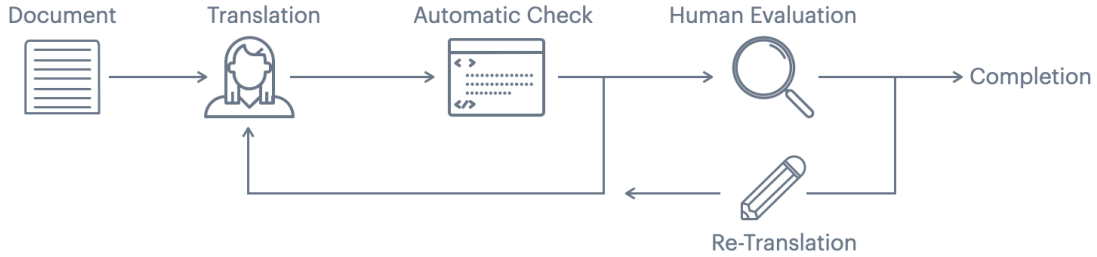 Document
Translation
Automatic Check
Human Evaluation
< >
</>
Completion
Re-Translation